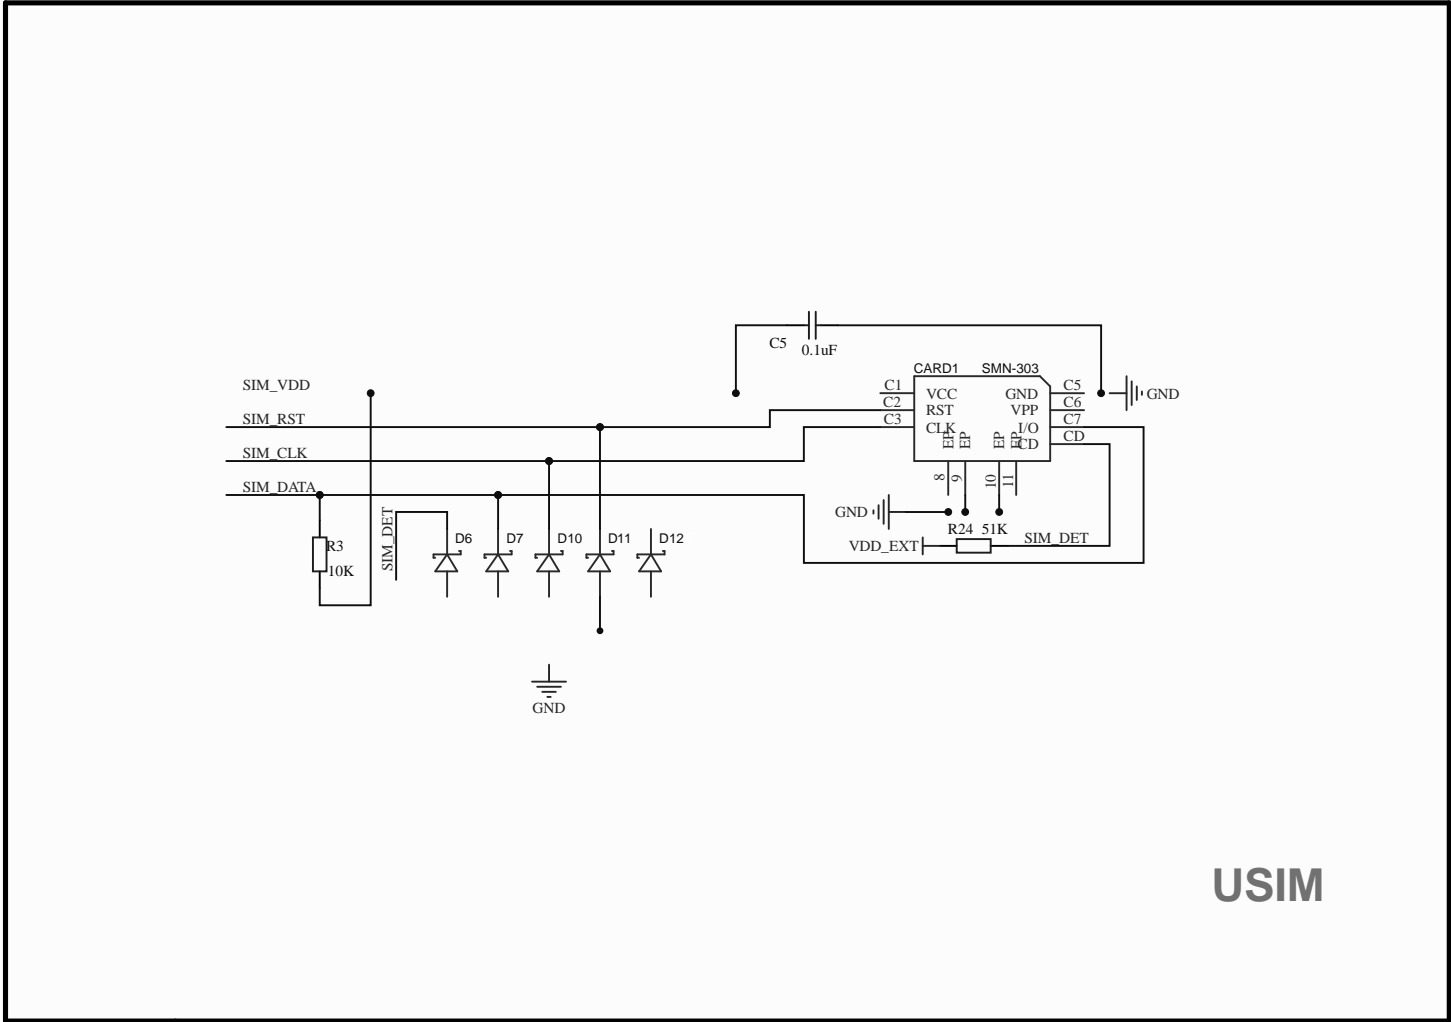 C5
0.1uF
CARD1 SMN-303
SIM_VDD
C1 VCC GND C5
GND
C2 RST VPP C6
SIM_RST
C3 CLK I/O C7
CD CD
EP EP EP EP
SIM_CLK
8 9 10 11
SIM_DATA
GND
R24 51K
SIM_DET
D6 D7 D10 D11 D12
VDD_EXT SIM_DET
R3
10K
GND
USIM